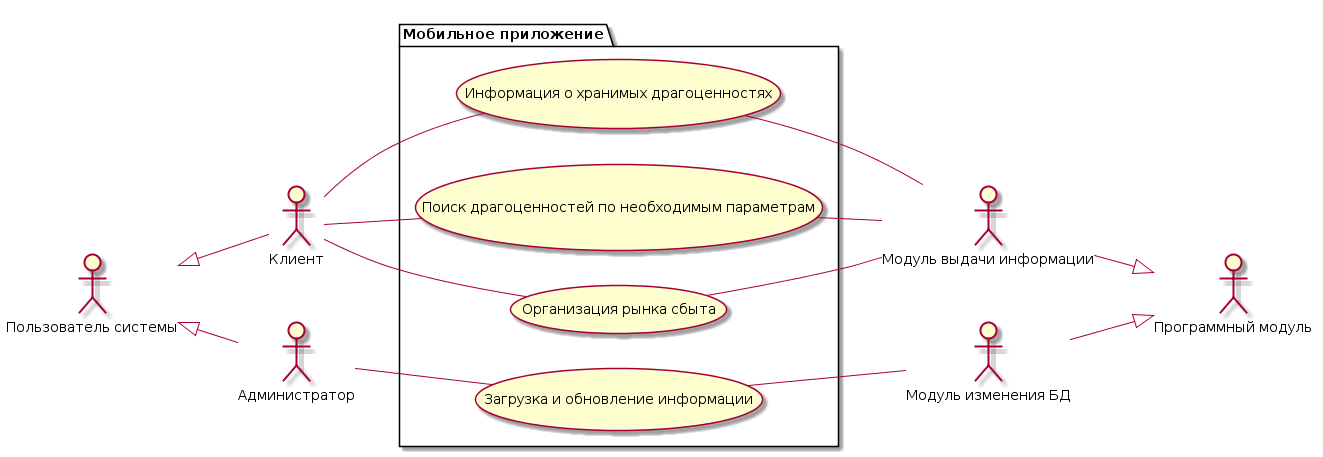 Мобильное приложение
Информация о хранимых драгоценностях
Поиск драгоценностей по необходимым параметрам
Клиент
Модуль выдачи информации
Организация рынка сбыта
Пользователь системы
Программный модуль
Администратор
Загрузка и обновление информации
Модуль изменения БД